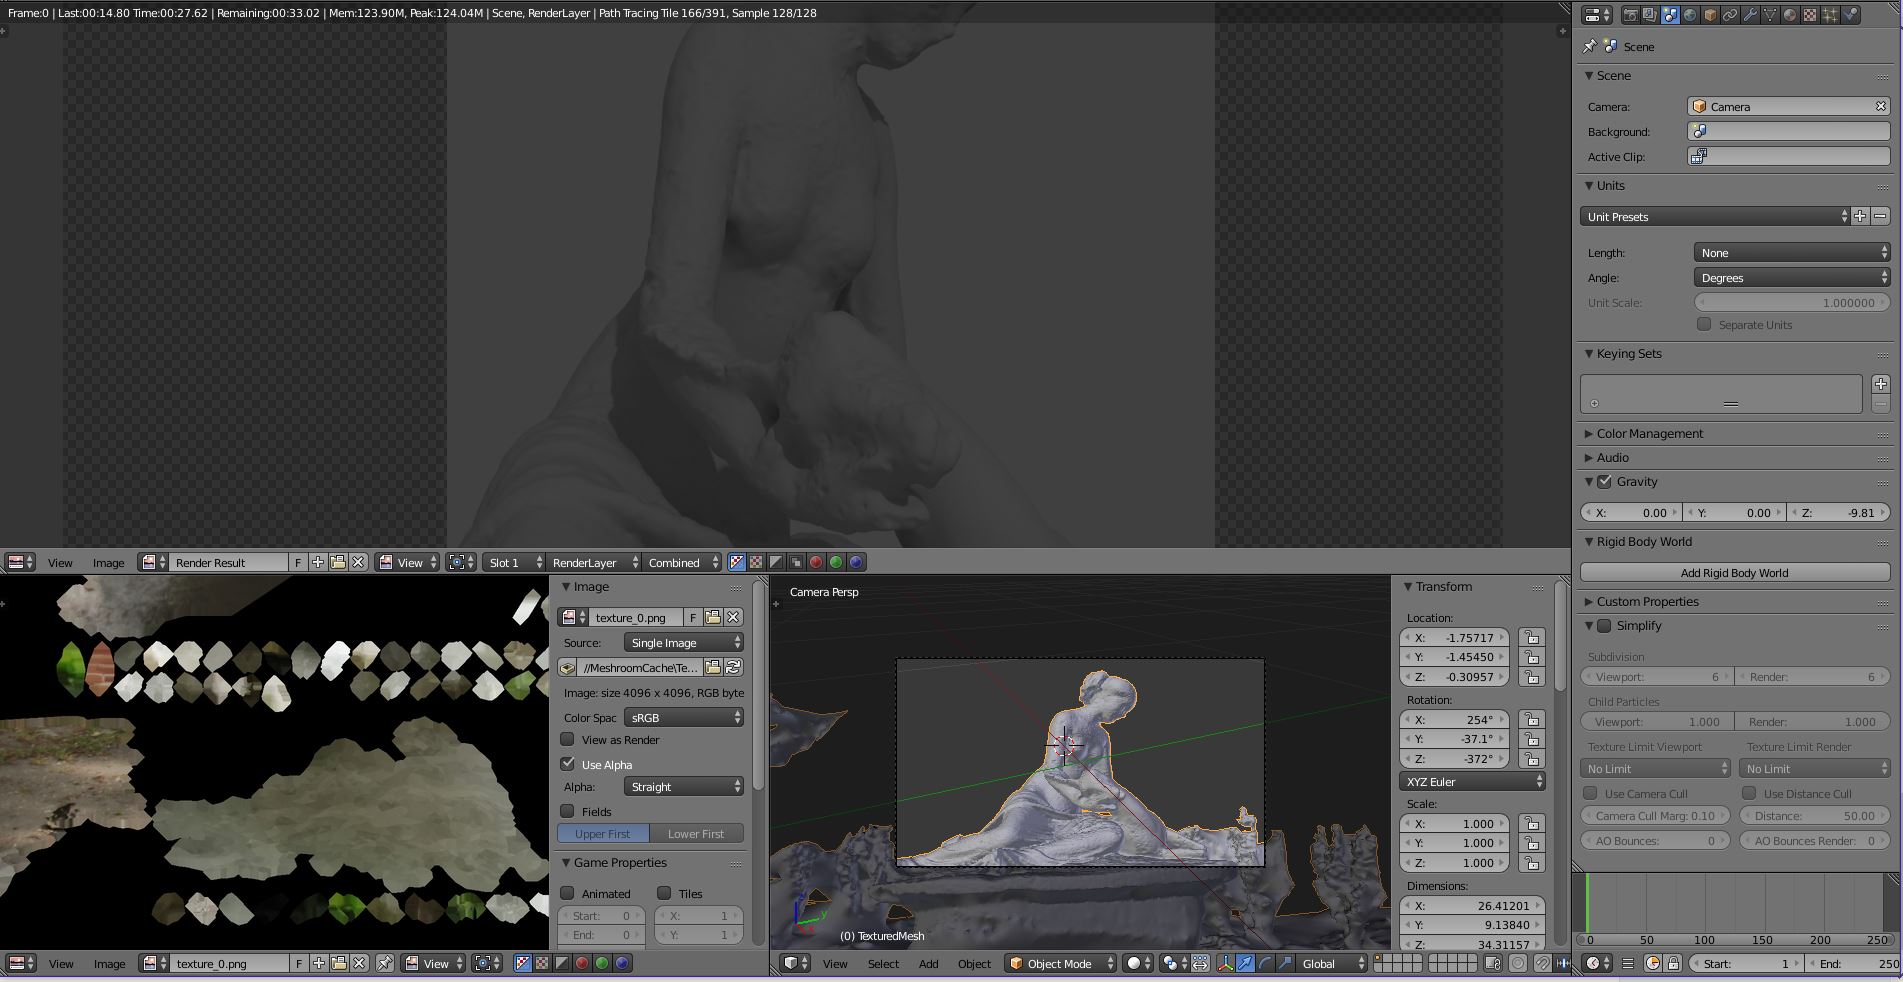 Frame:0 | Last:00:14.80 Time:00:27.62 | Remaining:00:33.02 | Mem:123.90M, Peak:124.04M | Scene, RenderLayer | Path Tracing Tile 166/391, Sample 128/128
View Image Render Result F View Slot 1 RenderLayer Combined
Image
texture_0.png F
Source: Single Image
//MeshroomCache\Te...
Image: size 4096 x 4096, RGB byte
Color Spac sRGB
View as Render
Use Alpha
Alpha: Straight
Fields
Upper First Lower First
Game Properties
Animated Tiles
Start: 0 X: 1
End: 0 Y: 1
View Image texture_0.png F View
Camera Persp
(0) TexturedMesh
View Select Add Object Object Mode Global
Transform
Location:
X: -1.75717
Y: -1.45450
Z: -0.30957
Rotation:
X: 254°
Y: -37.1°
Z: -372°
XYZ Euler
Scale:
X: 1.000
Y: 1.000
Z: 1.000
Dimensions:
X: 26.41201
Y: 9.13840
Z: 34.31157
Scene
Scene
Camera: Camera
Background:
Active Clip:
Units
Unit Presets
Length: None
Angle: Degrees
Unit Scale: 1.000000
Separate Units
Keying Sets
Color Management
Audio
Gravity
X: 0.00 Y: 0.00 Z: -9.81
Rigid Body World
Add Rigid Body World
Custom Properties
Simplify
Subdivision
Viewport: 6 Render: 6
Child Particles
Viewport: 1.000 Render: 1.000
Texture Limit Viewport Texture Limit Render
No Limit No Limit
Use Camera Cull Use Distance Cull
Camera Cull Marg: 0.10 Distance: 50.00
AO Bounces: 0 AO Bounces Render: 0
0 50 100 150 200 250
Start: 1 End: 250